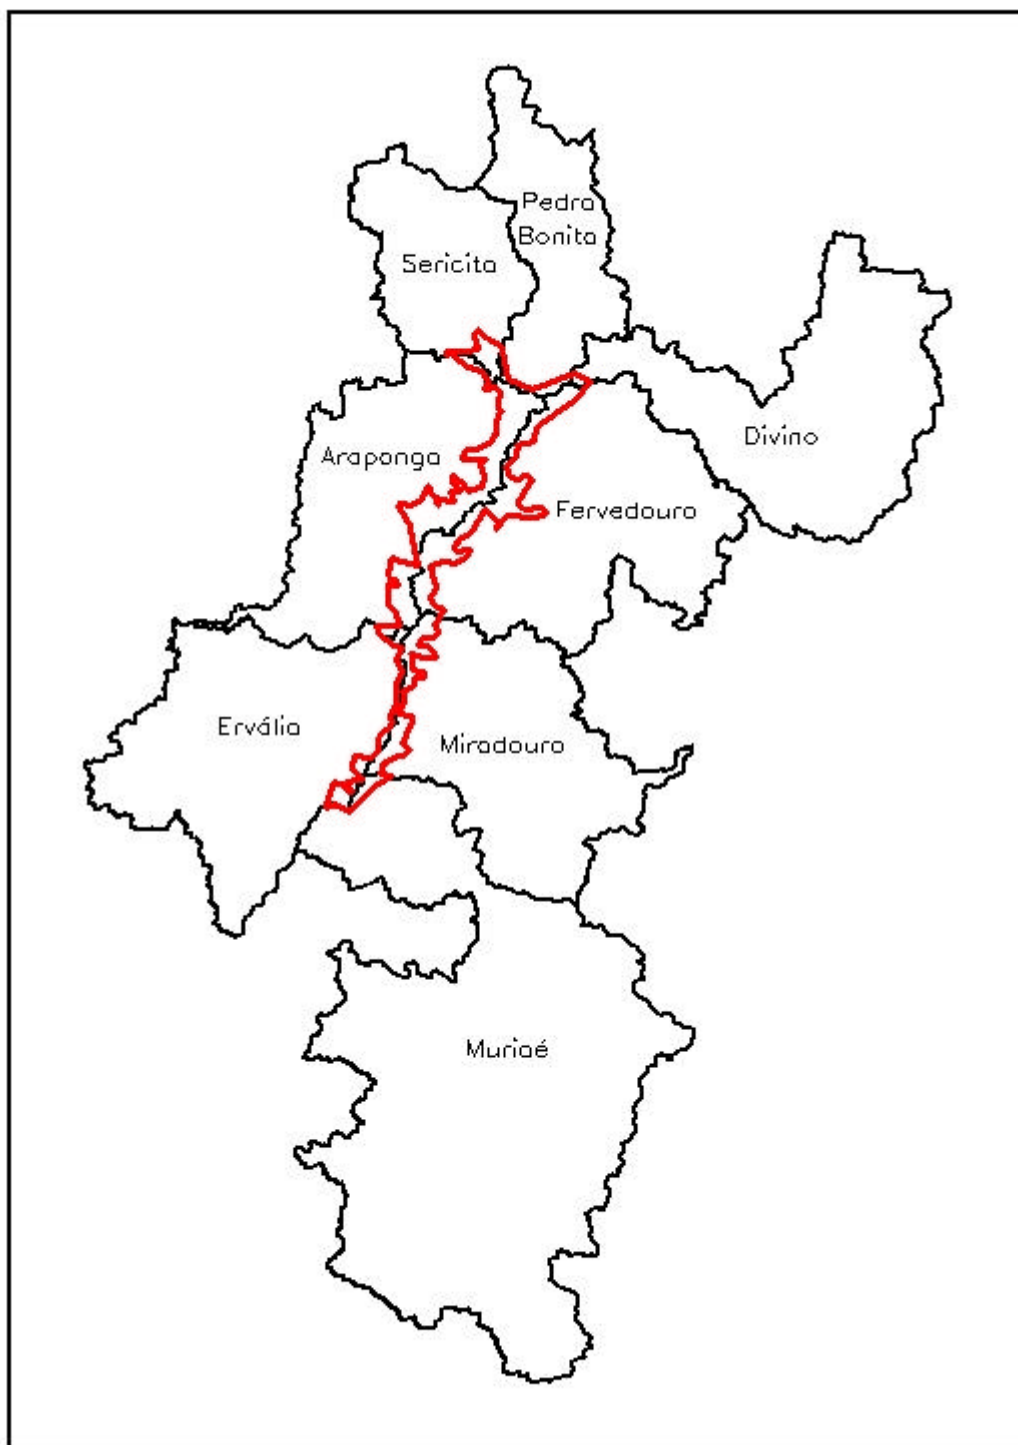 Pedra
Bonita
Sericita
Divino
Araponga
Fervedouro
Ervália
Miradouro
Muriaé